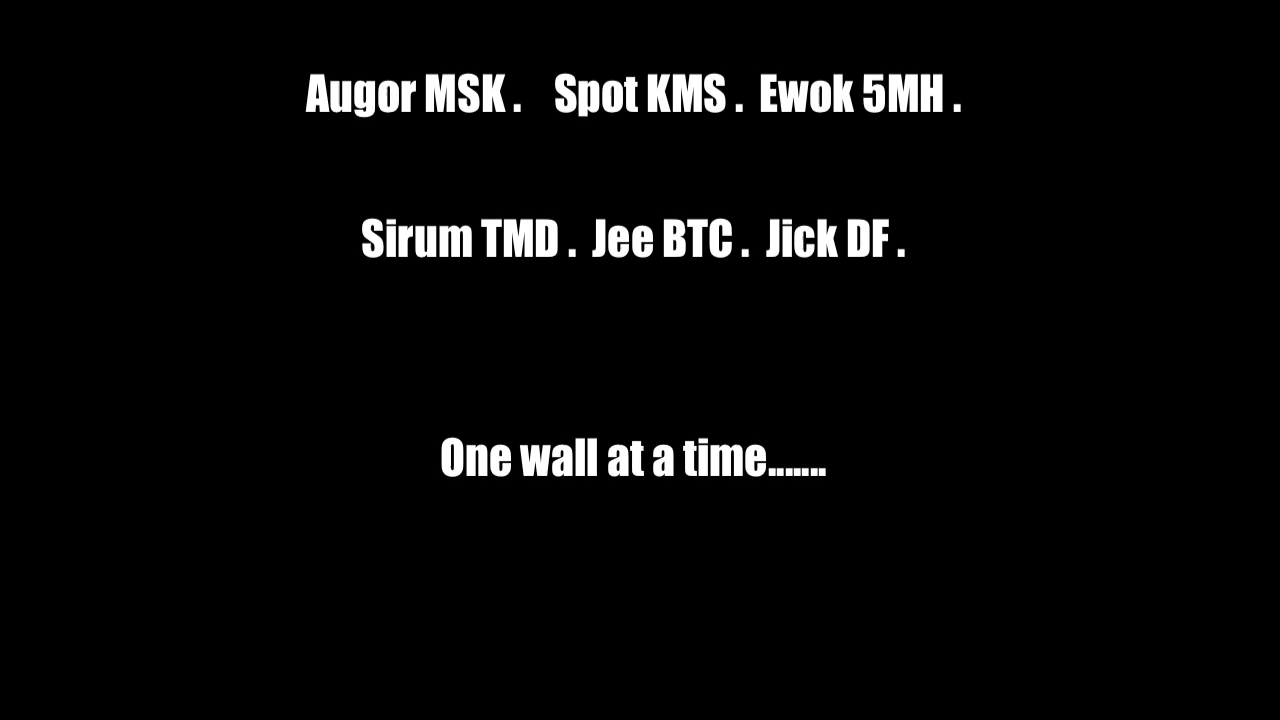 Augor MSK .   Spot KMS .  Ewok 5MH .
Sirum TMD .  Jee BTC .  Jick DF .
One wall at a time.......